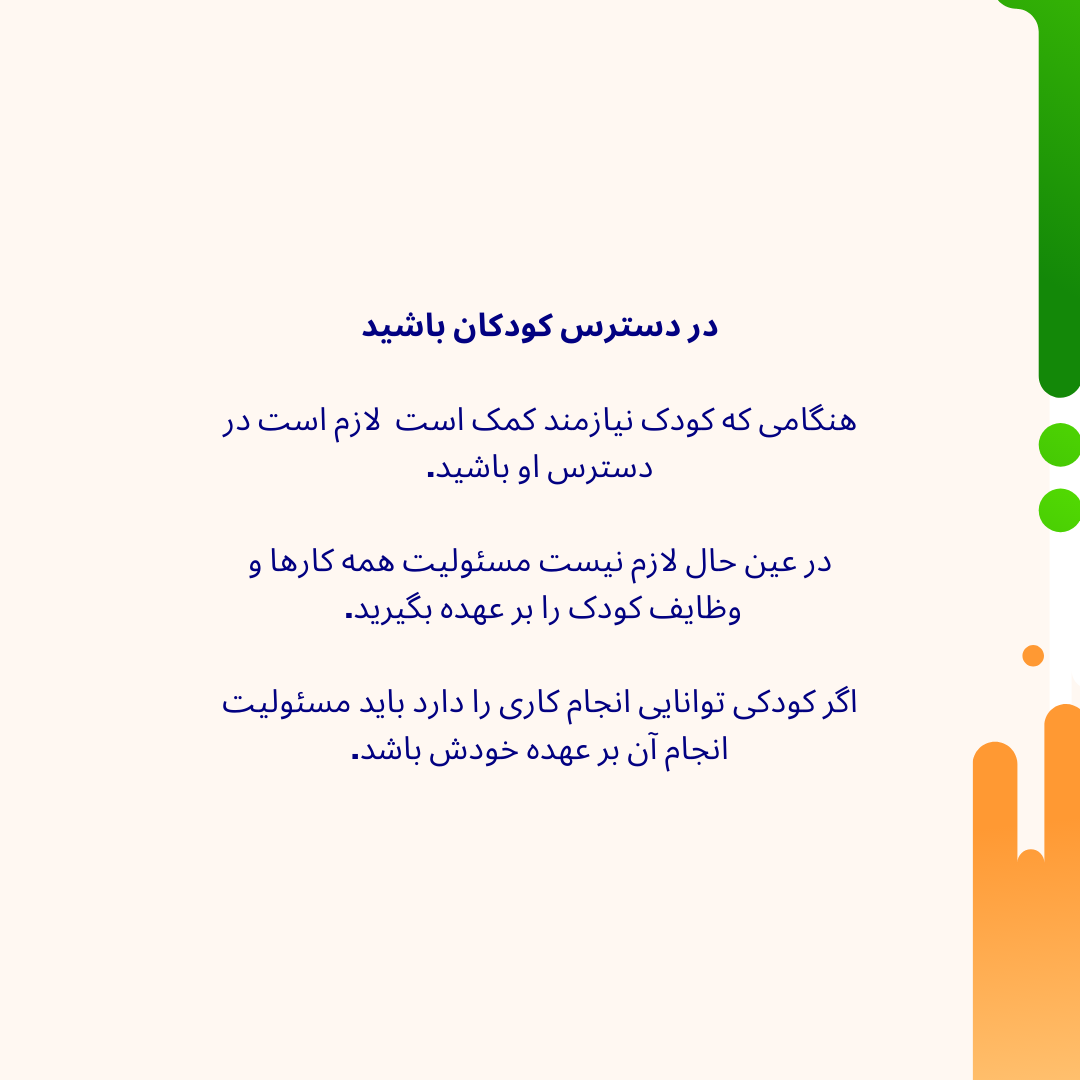 در دسترس کودکان باشید
هنگامی که کودک نیازمند کمک است لازم است در
دسترس او باشید.
در عین حال لازم نیست مسئولیت همه کارها و
وظایف کودک را بر عهده بگیرید.
اگر کودکی توانایی انجام کاری را دارد باید مسئولیت
انجام آن بر عهده خودش باشد.